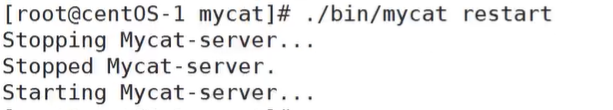 [root@centOS-1 mycat]# ./bin/mycat restart
Stopping Mycat-server...
Stopped Mycat-server.
Starting Mycat-server...